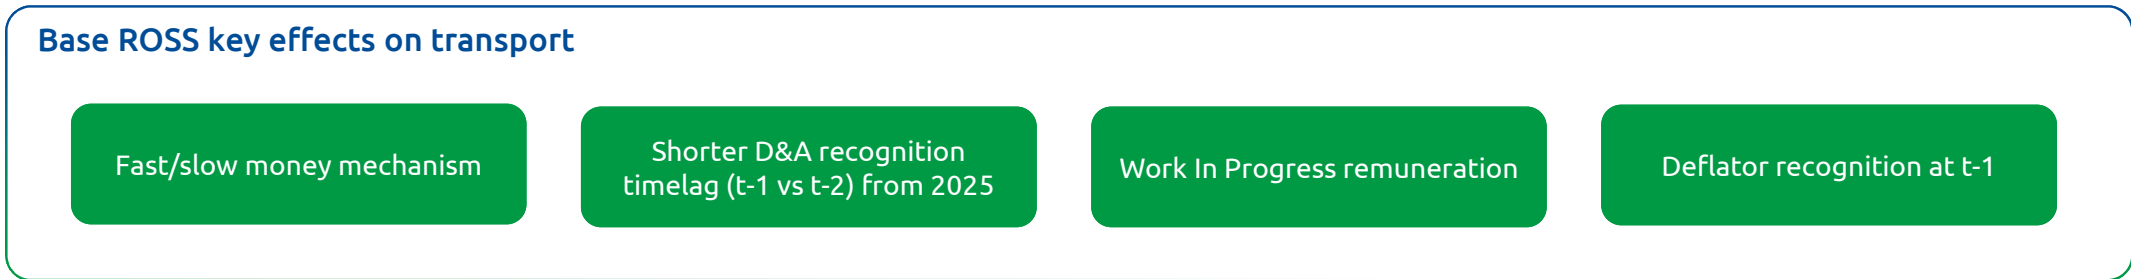 Base ROSS key effects on transport
Fast/slow money mechanism
Shorter D&A recognition
timelag (t-1 vs t-2) from 2025
Work In Progress remuneration
Deflator recognition at t-1